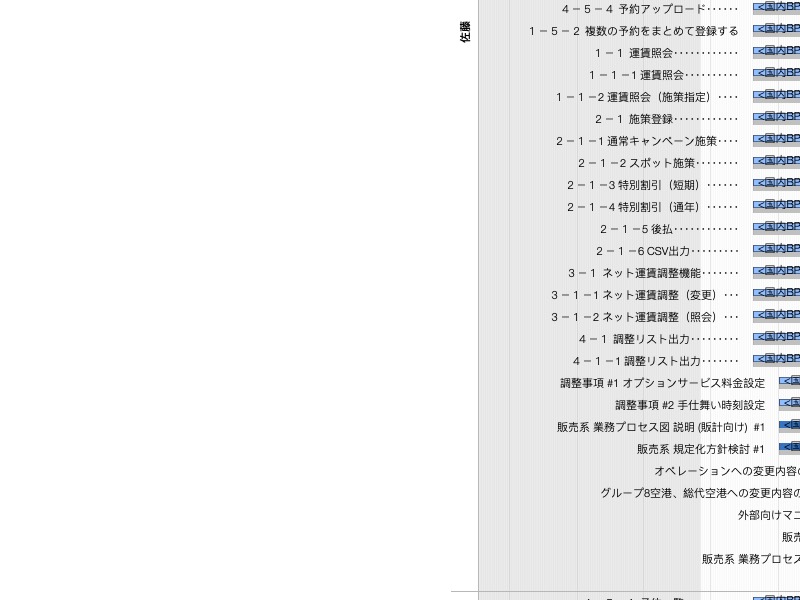 ４－５－４ 予約アップロード‥‥‥ <国内BP
佐藤
１－５－２ 複数の予約をまとめて登録する <国内BP
１－１ 運賃照会‥‥‥‥‥‥ <国内BP
１－１－1 運賃照会‥‥‥‥‥ <国内BP
１－１－2 運賃照会（施策指定）‥‥ <国内BP
２－１ 施策登録‥‥‥‥‥‥ <国内BP
２－１－1 通常キャンペーン施策‥‥ <国内BP
２－１－2 スポット施策‥‥‥‥ <国内BP
２－１－3 特別割引（短期）‥‥‥ <国内BP
２－１－4 特別割引（通年）‥‥‥ <国内BP
２－１－5 後払‥‥‥‥‥‥ <国内BP
２－１－6 CSV出力‥‥‥‥‥ <国内BP
３－１ ネット運賃調整機能‥‥‥‥ <国内BP
３－１－1 ネット運賃調整（変更）‥‥ <国内BP
３－１－2 ネット運賃調整（照会）‥‥ <国内BP
４－１ 調整リスト出力‥‥‥‥‥ <国内BP
４－１－1 調整リスト出力‥‥‥‥ <国内BP
調整事項 #1 オプションサービス料金設定 <国
調整事項 #2 手仕舞い時刻設定 <国
販売系 業務プロセス図 説明 (販計向け) #1 <国
販売系 規定化方針検討 #1 <国
オペレーションへの変更内容の
グループ8空港、総代空港への変更内容の
外部向けマニ
販売
販売系 業務プロセス
<国内BP